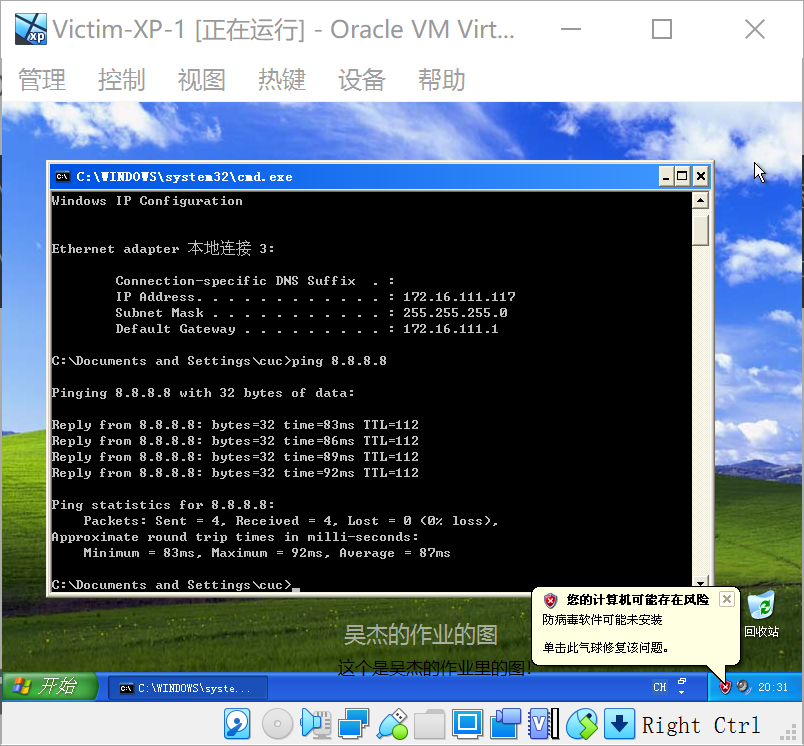 Victim-XP-1 [正在运行] - Oracle VM Virt...
管理 控制 视图 热键 设备 帮助
C:\WINDOWS\system32\cmd.exe
Windows IP Configuration
Ethernet adapter 本地连接 3:
Connection-specific DNS Suffix  . :
IP Address. . . . . . . . . . . . : 172.16.111.117
Subnet Mask . . . . . . . . . . . : 255.255.255.0
Default Gateway . . . . . . . . . : 172.16.111.1
C:\Documents and Settings\cuc>ping 8.8.8.8
Pinging 8.8.8.8 with 32 bytes of data:
Reply from 8.8.8.8: bytes=32 time=83ms TTL=112
Reply from 8.8.8.8: bytes=32 time=86ms TTL=112
Reply from 8.8.8.8: bytes=32 time=89ms TTL=112
Reply from 8.8.8.8: bytes=32 time=92ms TTL=112
Ping statistics for 8.8.8.8:
Packets: Sent = 4, Received = 4, Lost = 0 (0% loss),
Approximate round trip times in milli-seconds:
Minimum = 83ms, Maximum = 92ms, Average = 87ms
C:\Documents and Settings\cuc>_
您的计算机可能存在风险
防病毒软件可能未安装
单击此气球修复该问题。
回收站
吴杰的作业的图
这个是吴杰的作业里的图!
开始 C:\WINDOWS\syste... CH 20:31
Right Ctrl